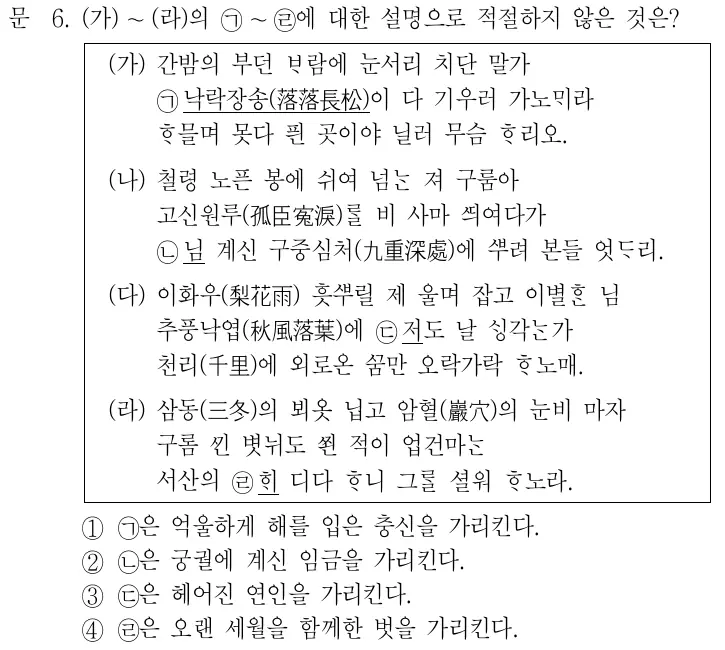 문 6. (가) ~ (라)의 ㉠ ~ ㉣에 대한 설명으로 적절하지 않은 것은?
(가) 간밤의 부던 ᄇᆞ람에 눈서리 치단 말가
㉠낙락장송(落落長松)이 다 기우러 가노ᄆᆡ라
ᄒᆞ믈며 못다 핀 곳이야 닐러 무슴 ᄒᆞ리오.
(나) 철령 노픈 봉에 쉬여 넘ᄂᆞᆫ 져 구룸아
고신원루(孤臣寃淚)를 비 사마 ᄯᅴ여다가
㉡님 계신 구중심처(九重深處)에 ᄲᅮ려 본들 엇ᄃᆞ리.
(다) 이화우(梨花雨) 흣ᄲᅮ릴 제 울며 잡고 이별ᄒᆞᆫ 님
추풍낙엽(秋風落葉)에 ㉢저도 날 ᄉᆡᆼ각ᄂᆞᆫ가
천리(千里)에 외로온 ᄭᅮᆷ만 오락가락 ᄒᆞ노매.
(라) 삼동(三冬)의 뵈옷 닙고 암혈(巖穴)의 눈비 마자
구롬 ᄭᅵᆫ 볏뉘도 ᄶᅬᆫ 적이 업건마ᄂᆞᆫ
서산의 ㉣ᄒᆡ 디다 ᄒᆞ니 그를 셜워 ᄒᆞ노라.
① ㉠은 억울하게 해를 입은 충신을 가리킨다.
② ㉡은 궁궐에 계신 임금을 가리킨다.
③ ㉢은 헤어진 연인을 가리킨다.
④ ㉣은 오랜 세월을 함께한 벗을 가리킨다.